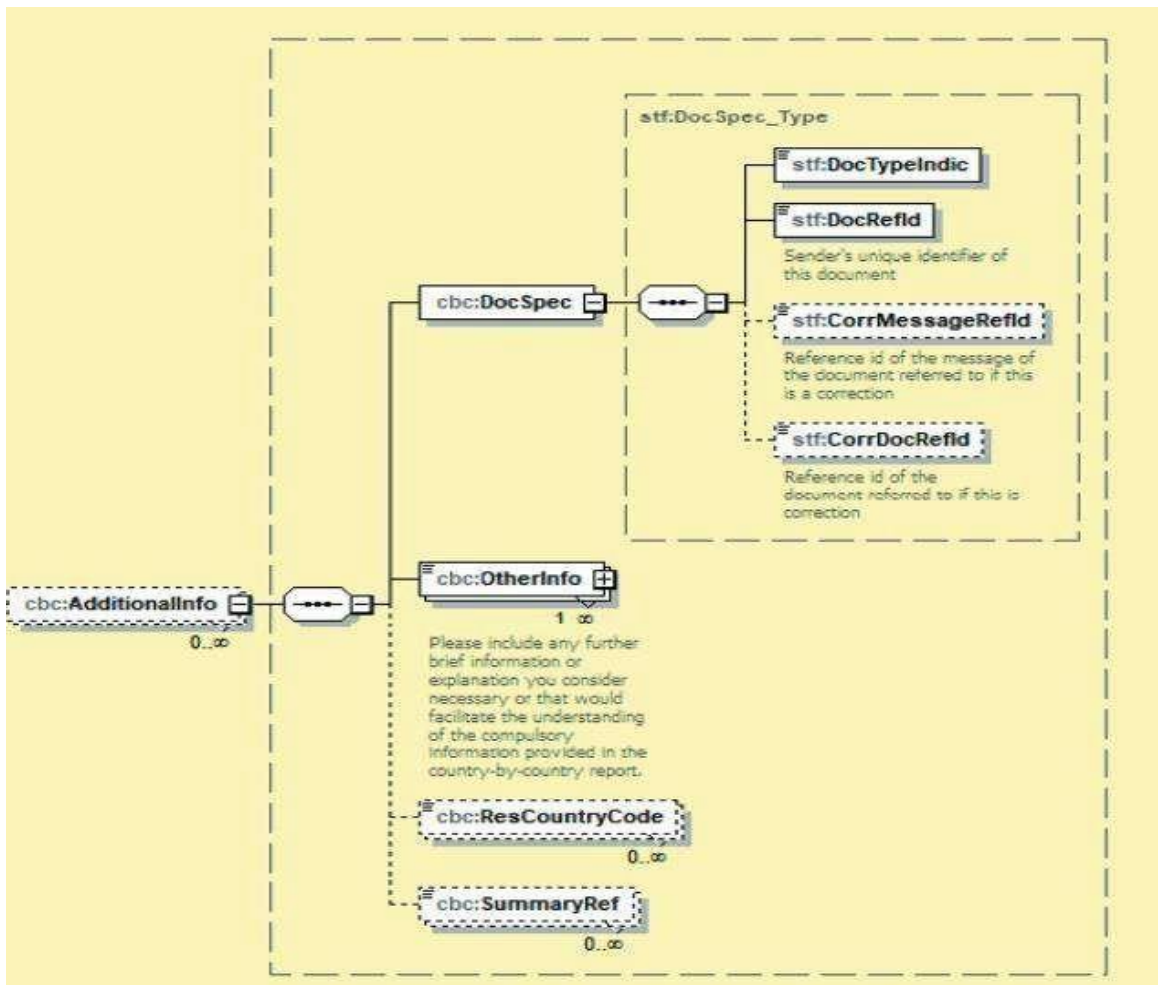 stf:DocSpec_Type
stf:DocTypeIndic
stf:DocRefId
Sender's unique identifier of
this document
cbc:DocSpec
stf:CorrMessageRefId
Reference id of the message of
the document referred to if this
is a correction
stf:CorrDocRefId
Reference id of the
document referred to if this is
correction
cbc:AdditionalInfo
0..∞
cbc:OtherInfo
1 ∞
Please include any further
brief information or
explanation you consider
necessary or that would
facilitate the understanding
of the compulsory
information provided in the
country-by-country report.
cbc:ResCountryCode
0..∞
cbc:SummaryRef
0..∞